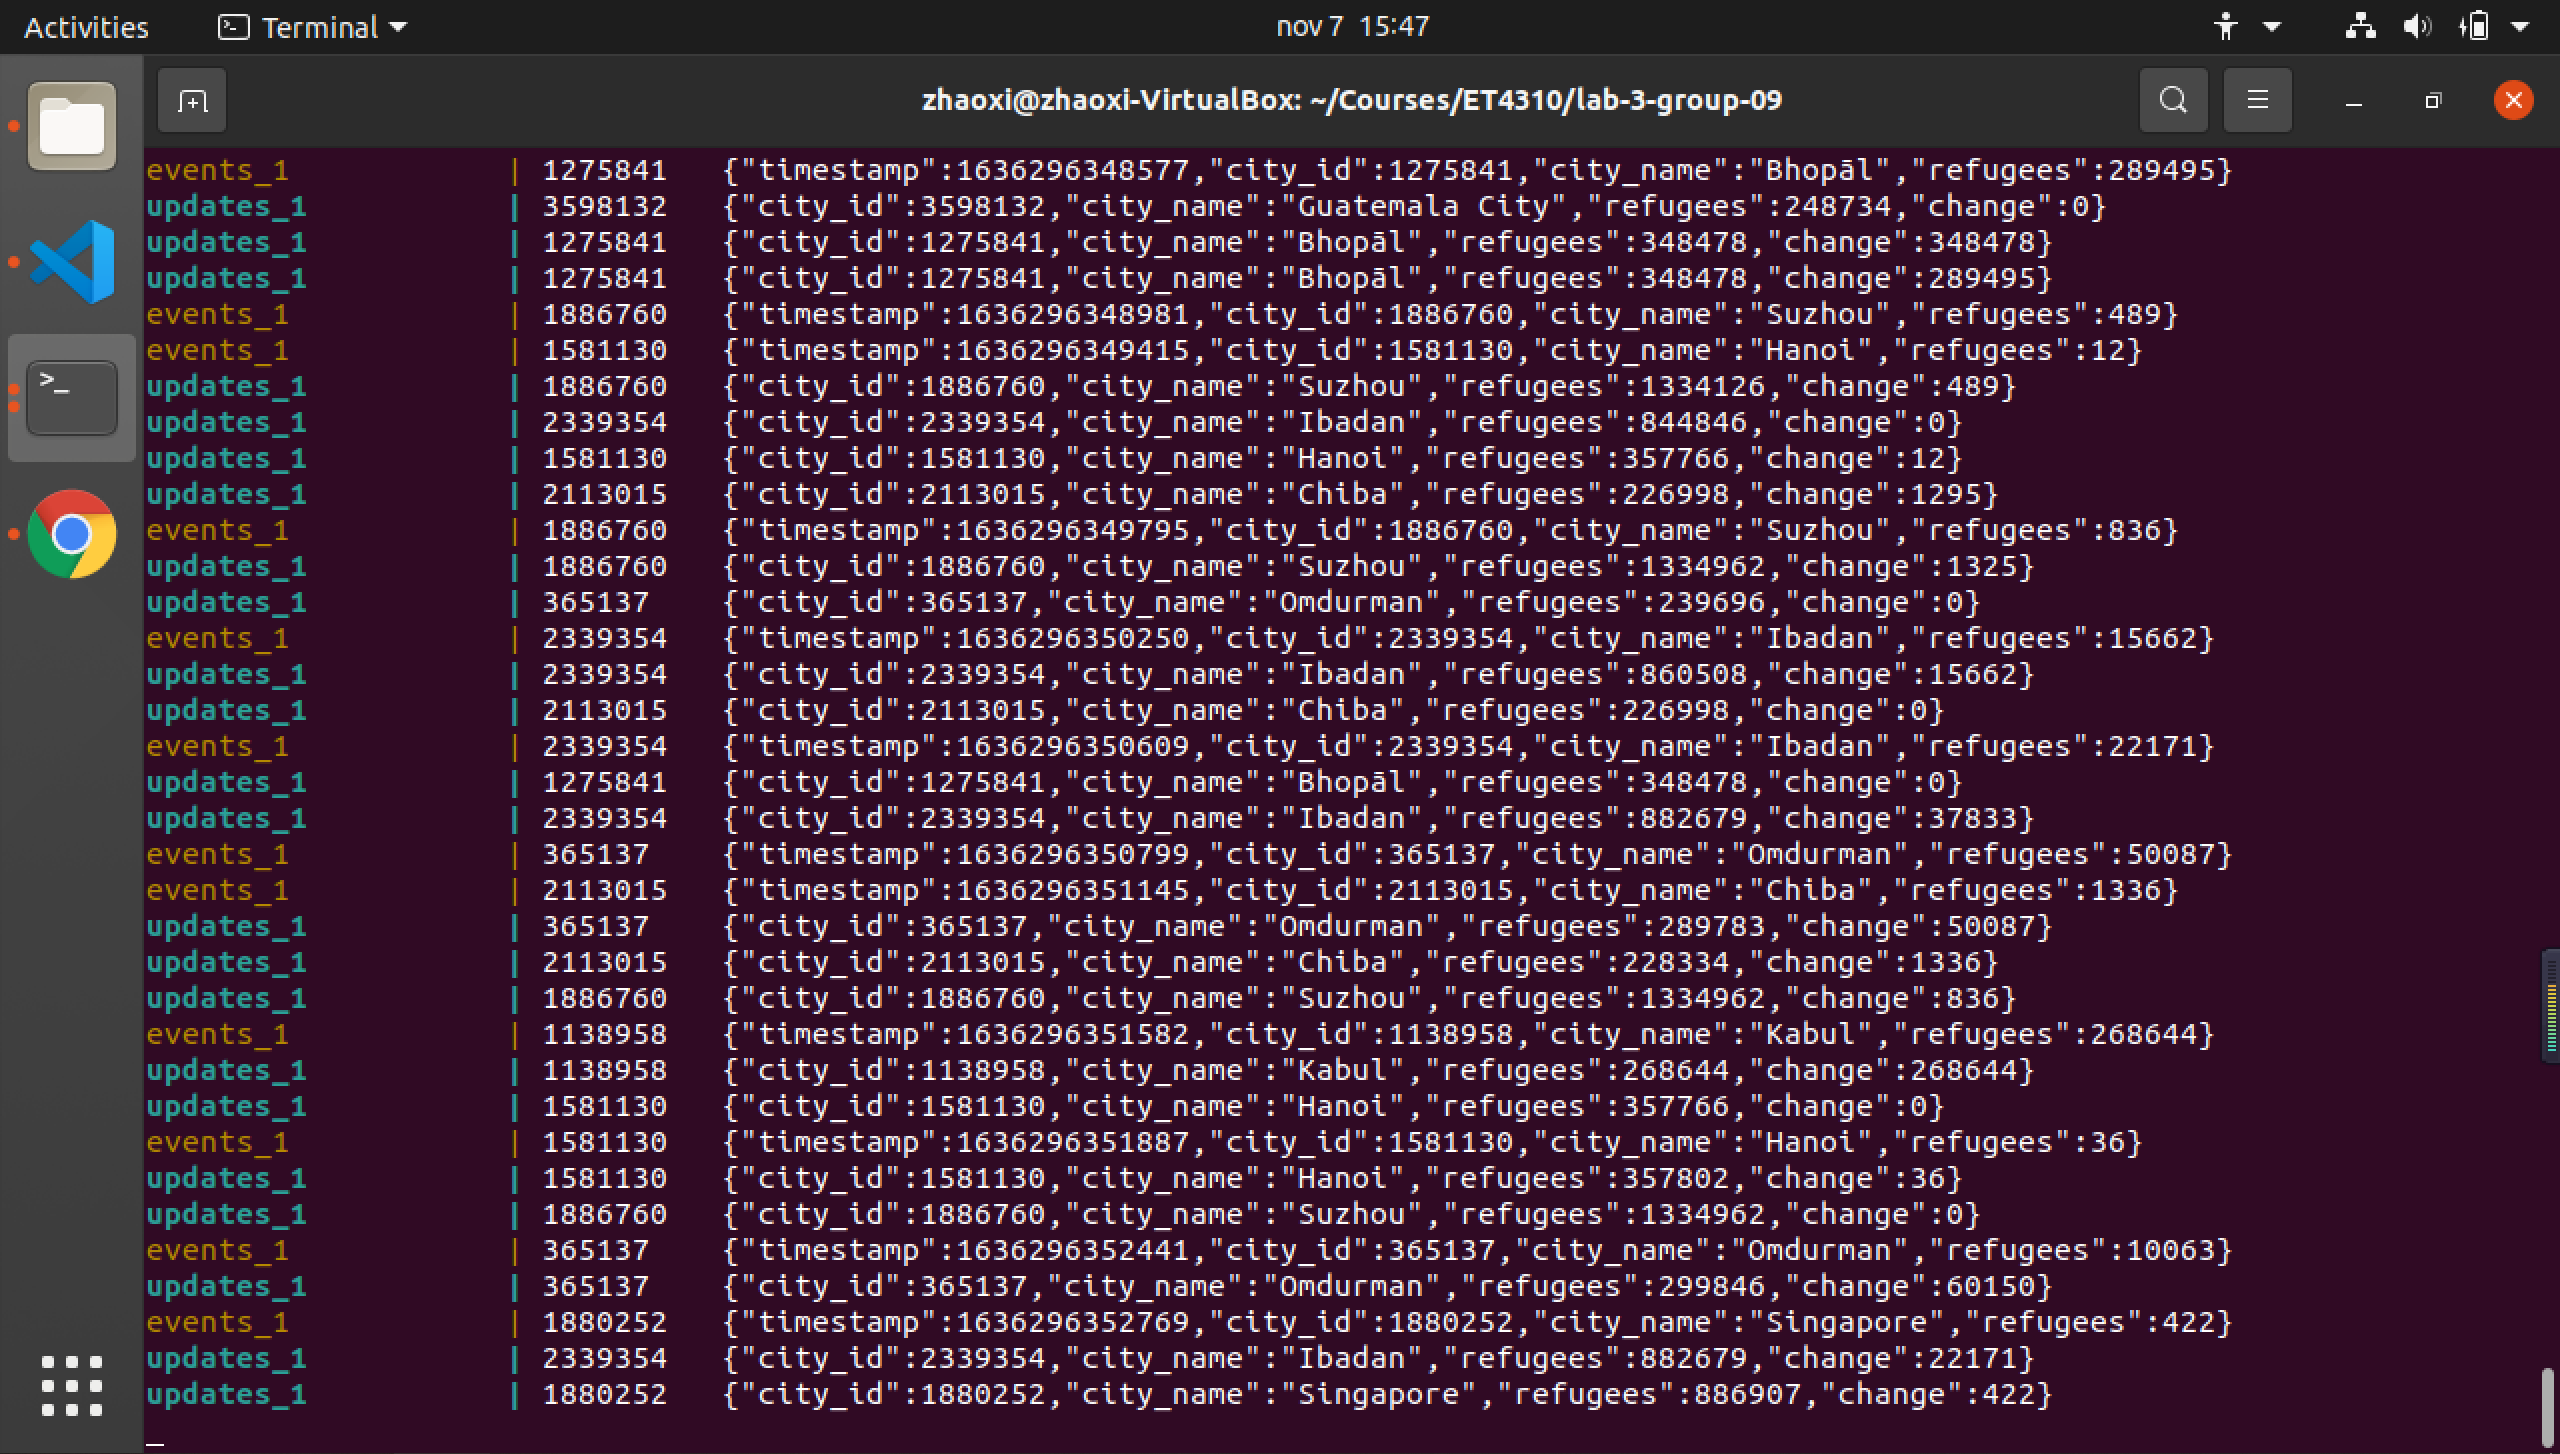 Activities Terminal nov 7 15:47
zhaoxi@zhaoxi-VirtualBox: ~/Courses/ET4310/lab-3-group-09
events_1 | 1275841 {"timestamp":1636296348577,"city_id":1275841,"city_name":"Bhopāl","refugees":289495}
updates_1 | 3598132 {"city_id":3598132,"city_name":"Guatemala City","refugees":248734,"change":0}
updates_1 | 1275841 {"city_id":1275841,"city_name":"Bhopāl","refugees":348478,"change":348478}
updates_1 | 1275841 {"city_id":1275841,"city_name":"Bhopāl","refugees":348478,"change":289495}
events_1 | 1886760 {"timestamp":1636296348981,"city_id":1886760,"city_name":"Suzhou","refugees":489}
events_1 | 1581130 {"timestamp":1636296349415,"city_id":1581130,"city_name":"Hanoi","refugees":12}
updates_1 | 1886760 {"city_id":1886760,"city_name":"Suzhou","refugees":1334126,"change":489}
updates_1 | 2339354 {"city_id":2339354,"city_name":"Ibadan","refugees":844846,"change":0}
updates_1 | 1581130 {"city_id":1581130,"city_name":"Hanoi","refugees":357766,"change":12}
updates_1 | 2113015 {"city_id":2113015,"city_name":"Chiba","refugees":226998,"change":1295}
events_1 | 1886760 {"timestamp":1636296349795,"city_id":1886760,"city_name":"Suzhou","refugees":836}
updates_1 | 1886760 {"city_id":1886760,"city_name":"Suzhou","refugees":1334962,"change":1325}
updates_1 | 365137 {"city_id":365137,"city_name":"Omdurman","refugees":239696,"change":0}
events_1 | 2339354 {"timestamp":1636296350250,"city_id":2339354,"city_name":"Ibadan","refugees":15662}
updates_1 | 2339354 {"city_id":2339354,"city_name":"Ibadan","refugees":860508,"change":15662}
updates_1 | 2113015 {"city_id":2113015,"city_name":"Chiba","refugees":226998,"change":0}
events_1 | 2339354 {"timestamp":1636296350609,"city_id":2339354,"city_name":"Ibadan","refugees":22171}
updates_1 | 1275841 {"city_id":1275841,"city_name":"Bhopāl","refugees":348478,"change":0}
updates_1 | 2339354 {"city_id":2339354,"city_name":"Ibadan","refugees":882679,"change":37833}
events_1 | 365137 {"timestamp":1636296350799,"city_id":365137,"city_name":"Omdurman","refugees":50087}
events_1 | 2113015 {"timestamp":1636296351145,"city_id":2113015,"city_name":"Chiba","refugees":1336}
updates_1 | 365137 {"city_id":365137,"city_name":"Omdurman","refugees":289783,"change":50087}
updates_1 | 2113015 {"city_id":2113015,"city_name":"Chiba","refugees":228334,"change":1336}
updates_1 | 1886760 {"city_id":1886760,"city_name":"Suzhou","refugees":1334962,"change":836}
events_1 | 1138958 {"timestamp":1636296351582,"city_id":1138958,"city_name":"Kabul","refugees":268644}
updates_1 | 1138958 {"city_id":1138958,"city_name":"Kabul","refugees":268644,"change":268644}
updates_1 | 1581130 {"city_id":1581130,"city_name":"Hanoi","refugees":357766,"change":0}
events_1 | 1581130 {"timestamp":1636296351887,"city_id":1581130,"city_name":"Hanoi","refugees":36}
updates_1 | 1581130 {"city_id":1581130,"city_name":"Hanoi","refugees":357802,"change":36}
updates_1 | 1886760 {"city_id":1886760,"city_name":"Suzhou","refugees":1334962,"change":0}
events_1 | 365137 {"timestamp":1636296352441,"city_id":365137,"city_name":"Omdurman","refugees":10063}
updates_1 | 365137 {"city_id":365137,"city_name":"Omdurman","refugees":299846,"change":60150}
events_1 | 1880252 {"timestamp":1636296352769,"city_id":1880252,"city_name":"Singapore","refugees":422}
updates_1 | 2339354 {"city_id":2339354,"city_name":"Ibadan","refugees":882679,"change":22171}
updates_1 | 1880252 {"city_id":1880252,"city_name":"Singapore","refugees":886907,"change":422}